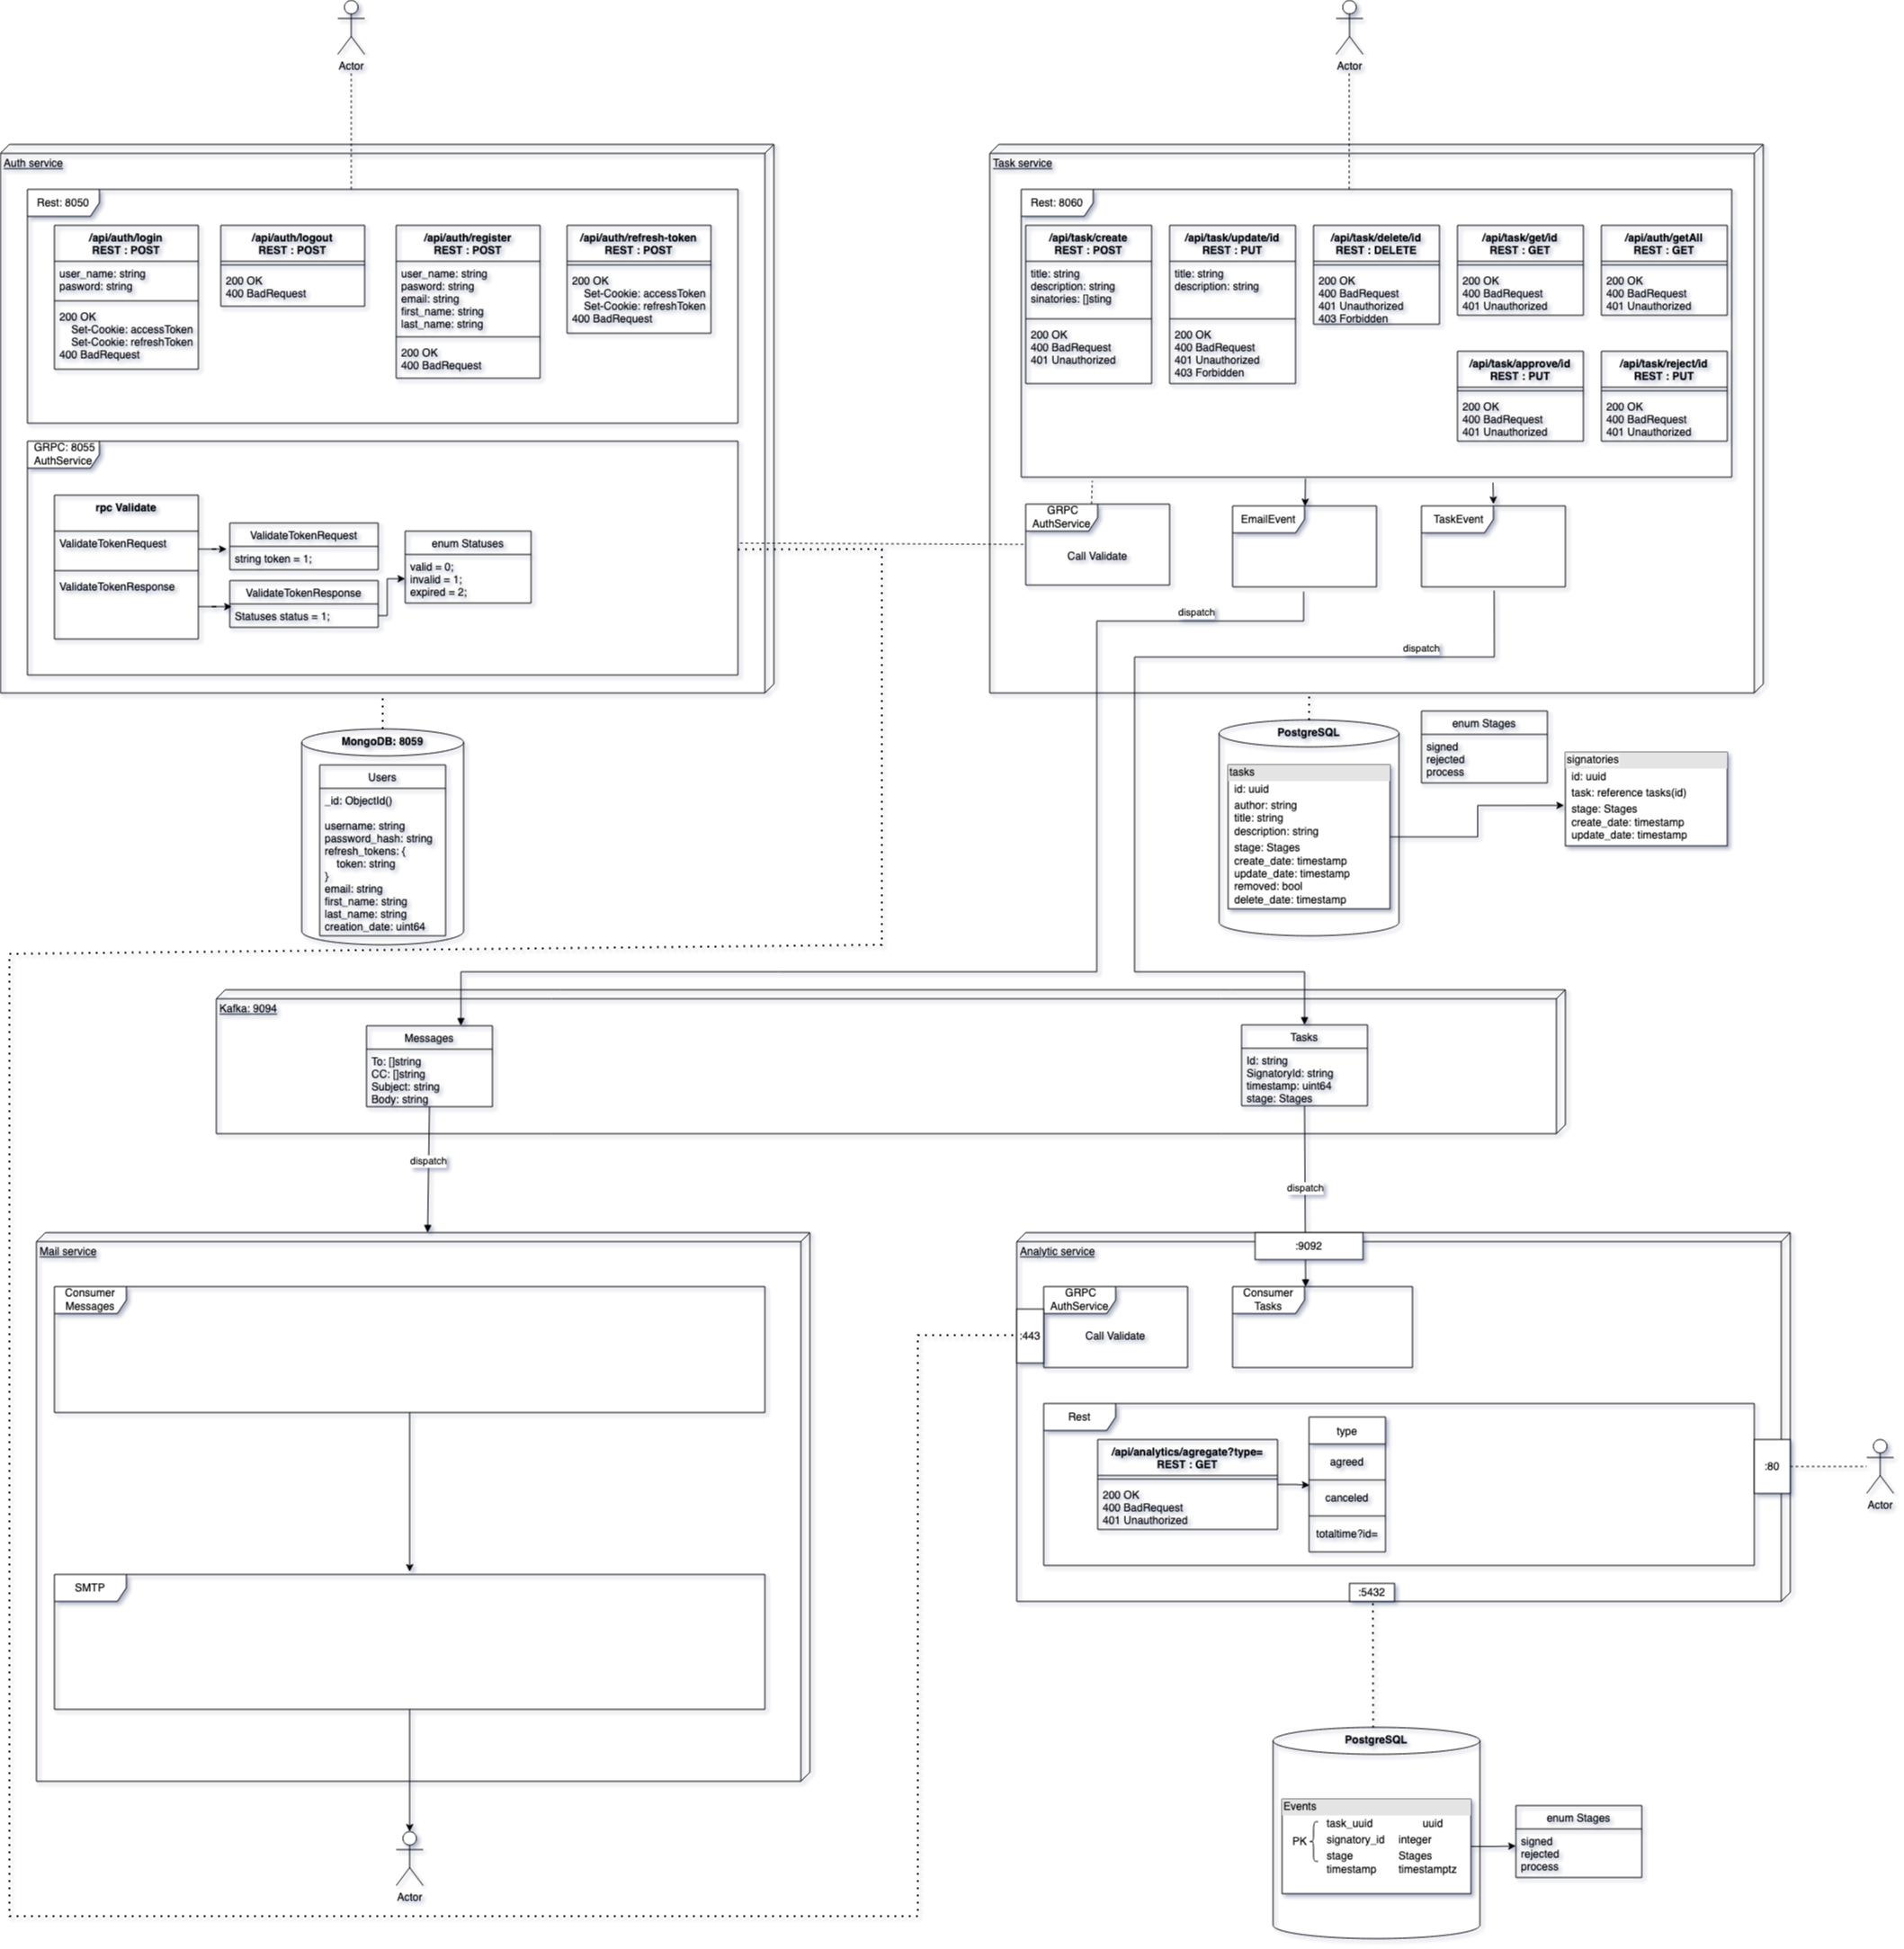 Actor
Actor
Auth service
Rest: 8050
/api/auth/login
REST : POST
user_name: string
pasword: string
200 OK
Set-Cookie: accessToken
Set-Cookie: refreshToken
400 BadRequest
/api/auth/logout
REST : POST
200 OK
400 BadRequest
/api/auth/register
REST : POST
user_name: string
pasword: string
email: string
first_name: string
last_name: string
200 OK
400 BadRequest
/api/auth/refresh-token
REST : POST
200 OK
Set-Cookie: accessToken
Set-Cookie: refreshToken
400 BadRequest
GRPC: 8055
AuthService
rpc Validate
ValidateTokenRequest
ValidateTokenResponse
ValidateTokenRequest
string token = 1;
ValidateTokenResponse
Statuses status = 1;
enum Statuses
valid = 0;
invalid = 1;
expired = 2;
Task service
Rest: 8060
/api/task/create
REST : POST
title: string
description: string
sinatories: []sting
200 OK
400 BadRequest
401 Unauthorized
/api/task/update/id
REST : PUT
title: string
description: string
200 OK
400 BadRequest
401 Unauthorized
403 Forbidden
/api/task/delete/id
REST : DELETE
200 OK
400 BadRequest
401 Unauthorized
403 Forbidden
/api/task/get/id
REST : GET
200 OK
400 BadRequest
401 Unauthorized
/api/auth/getAll
REST : GET
200 OK
400 BadRequest
401 Unauthorized
/api/task/approve/id
REST : PUT
200 OK
400 BadRequest
401 Unauthorized
/api/task/reject/id
REST : PUT
200 OK
400 BadRequest
401 Unauthorized
GRPC
AuthService
Call Validate
EmailEvent
TaskEvent
dispatch
dispatch
MongoDB: 8059
Users
_id: ObjectId()
username: string
password_hash: string
refresh_tokens: {
token: string
}
email: string
first_name: string
last_name: string
creation_date: uint64
PostgreSQL
tasks
id: uuid
author: string
title: string
description: string
stage: Stages
create_date: timestamp
update_date: timestamp
removed: bool
delete_date: timestamp
enum Stages
signed
rejected
process
signatories
id: uuid
task: reference tasks(id)
stage: Stages
create_date: timestamp
update_date: timestamp
Kafka: 9094
Messages
To: []string
CC: []string
Subject: string
Body: string
Tasks
Id: string
SignatoryId: string
timestamp: uint64
stage: Stages
dispatch
dispatch
Mail service
Consumer
Messages
SMTP
Actor
Analytic service
:9092
GRPC
AuthService
Call Validate
:443
Consumer
Tasks
Rest
/api/analytics/agregate?type=
REST : GET
200 OK
400 BadRequest
401 Unauthorized
type
agreed
canceled
totaltime?id=
:80
Actor
:5432
PostgreSQL
Events
PK
task_uuid uuid
signatory_id integer
stage Stages
timestamp timestamptz
enum Stages
signed
rejected
process